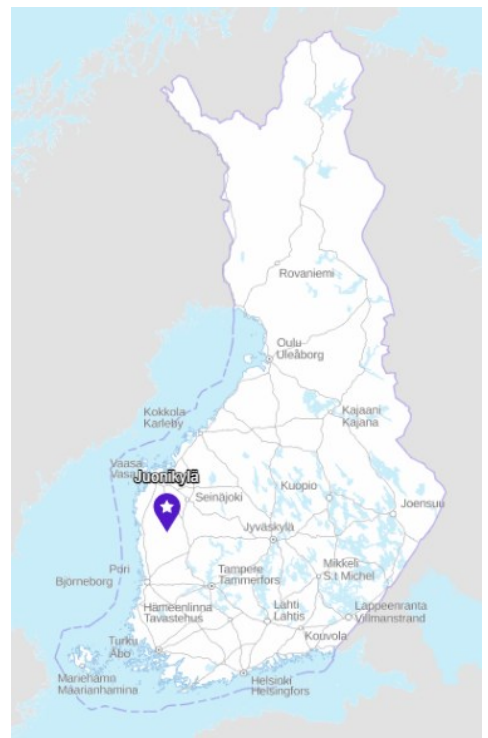 Rovaniemi
Oulu
Uleåborg
Kokkola
Karleby
Kajaani
Kajana
Vaasa
Vasa
Juonikylä
Seinäjoki
Kuopio
Joensuu
Jyväskylä
Pori
Björneborg
Tampere
Tammerfors
Mikkeli
S:t Michel
Hämeenlinna
Tavastehus
Lahti
Lahtis
Lappeenranta
Villmanstrand
Kouvola
Turku
Åbo
Mariehamn
Maarianhamina
Helsinki
Helsingfors